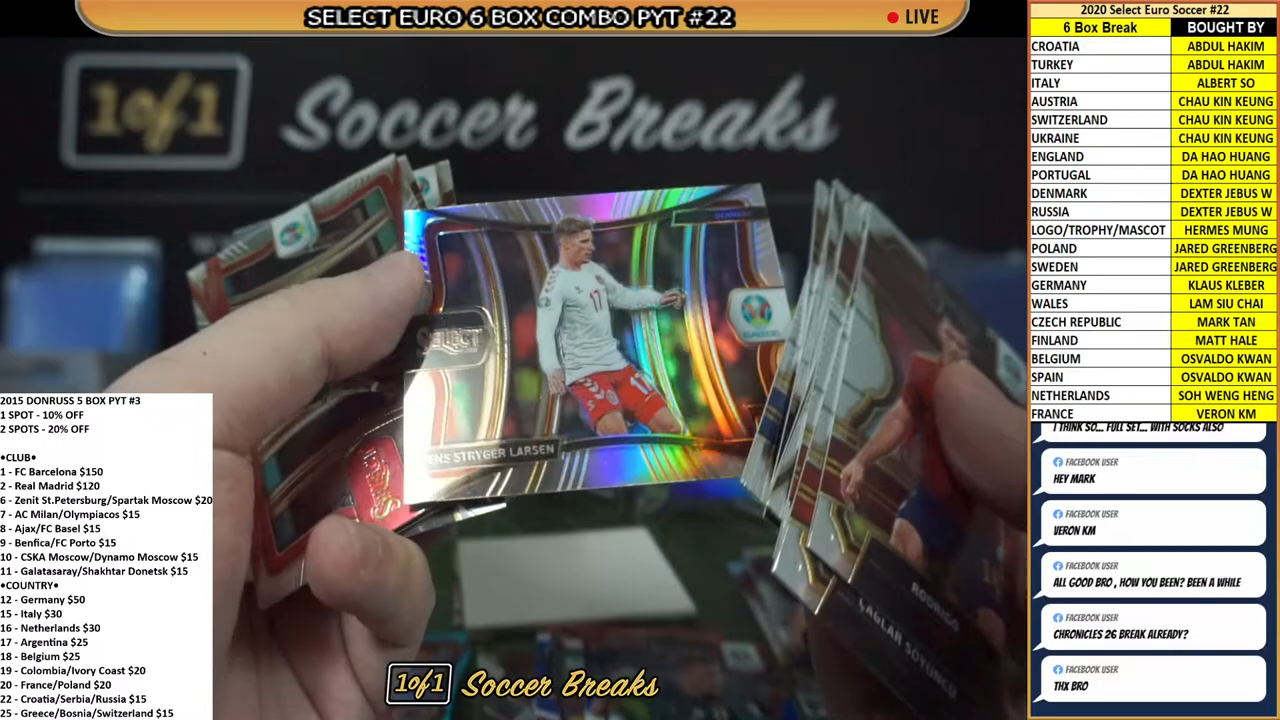 SELECT EURO 6 BOX COMBO PYT #22
LIVE
1of1 Soccer Breaks
SELECT
17
ENS STRYGER LARSEN
RODRIGO
CAGLAR SOYUNCU
1of1 Soccer Breaks
2020 Select Euro Soccer #22
6 Box Break BOUGHT BY
CROATIA ABDUL HAKIM
TURKEY ABDUL HAKIM
ITALY ALBERT SO
AUSTRIA CHAU KIN KEUNG
SWITZERLAND CHAU KIN KEUNG
UKRAINE CHAU KIN KEUNG
ENGLAND DA HAO HUANG
PORTUGAL DA HAO HUANG
DENMARK DEXTER JEBUS W
RUSSIA DEXTER JEBUS W
LOGO/TROPHY/MASCOT HERMES MUNG
POLAND JARED GREENBERG
SWEDEN JARED GREENBERG
GERMANY KLAUS KLEBER
WALES LAM SIU CHAI
CZECH REPUBLIC MARK TAN
FINLAND MATT HALE
BELGIUM OSVALDO KWAN
SPAIN OSVALDO KWAN
NETHERLANDS SOH WENG HENG
FRANCE VERON KM
I THINK SO... FULL SET... WITH SOCKS ALSO
FACEBOOK USER
HEY MARK
FACEBOOK USER
VERON KM
FACEBOOK USER
ALL GOOD BRO , HOW YOU BEEN? BEEN A WHILE
FACEBOOK USER
CHRONICLES 26 BREAK ALREADY?
FACEBOOK USER
THX BRO
2015 DONRUSS 5 BOX PYT #3
1 SPOT - 10% OFF
2 SPOTS - 20% OFF
•CLUB•
1 - FC Barcelona $150
2 - Real Madrid $120
6 - Zenit St.Petersburg/Spartak Moscow $20
7 - AC Milan/Olympiacos $15
8 - Ajax/FC Basel $15
9 - Benfica/FC Porto $15
10 - CSKA Moscow/Dynamo Moscow $15
11 - Galatasaray/Shakhtar Donetsk $15
•COUNTRY•
12 - Germany $50
15 - Italy $30
16 - Netherlands $30
17 - Argentina $25
18 - Belgium $25
19 - Colombia/Ivory Coast $20
20 - France/Poland $20
22 - Croatia/Serbia/Russia $15
25 - Greece/Bosnia/Switzerland $15